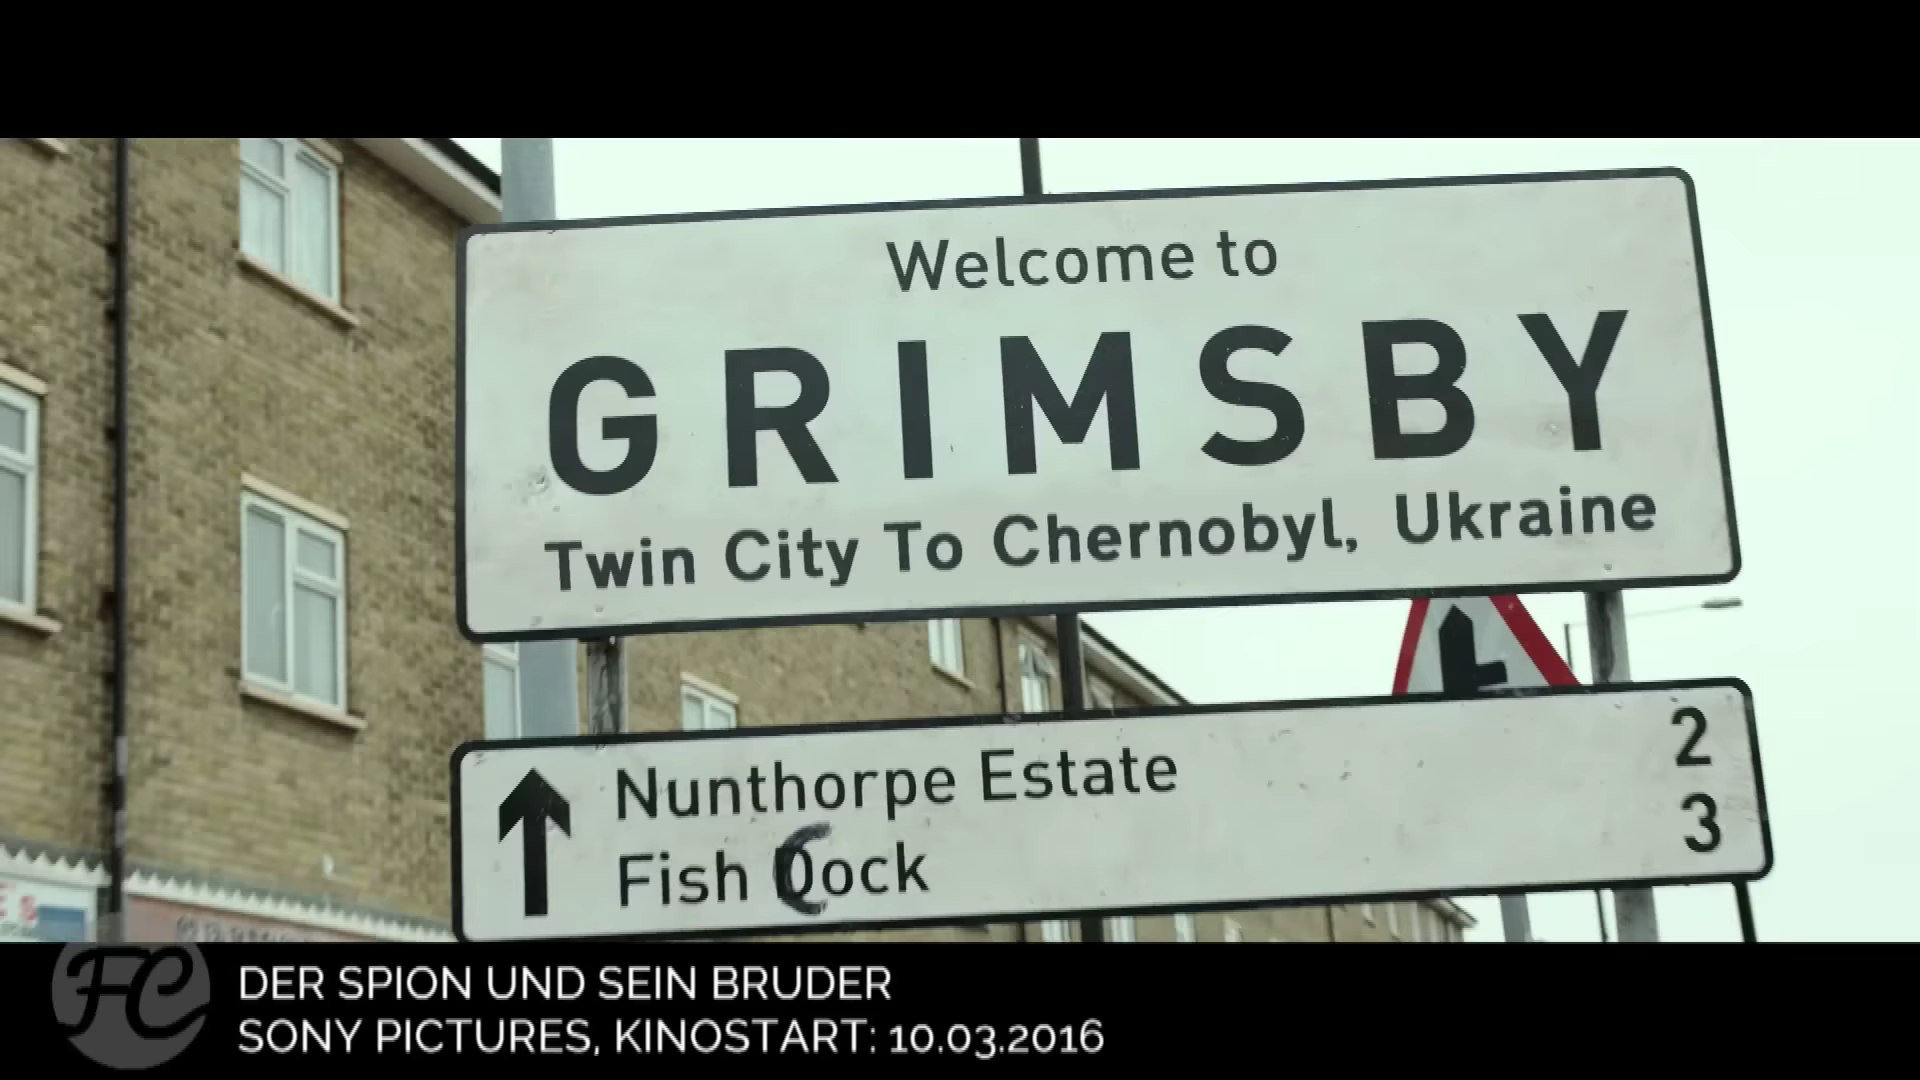 Welcome to
GRIMSBY
Twin City To Chernobyl, Ukraine
Nunthorpe Estate 2
Fish Dock 3
FC
DER SPION UND SEIN BRUDER
SONY PICTURES, KINOSTART: 10.03.2016